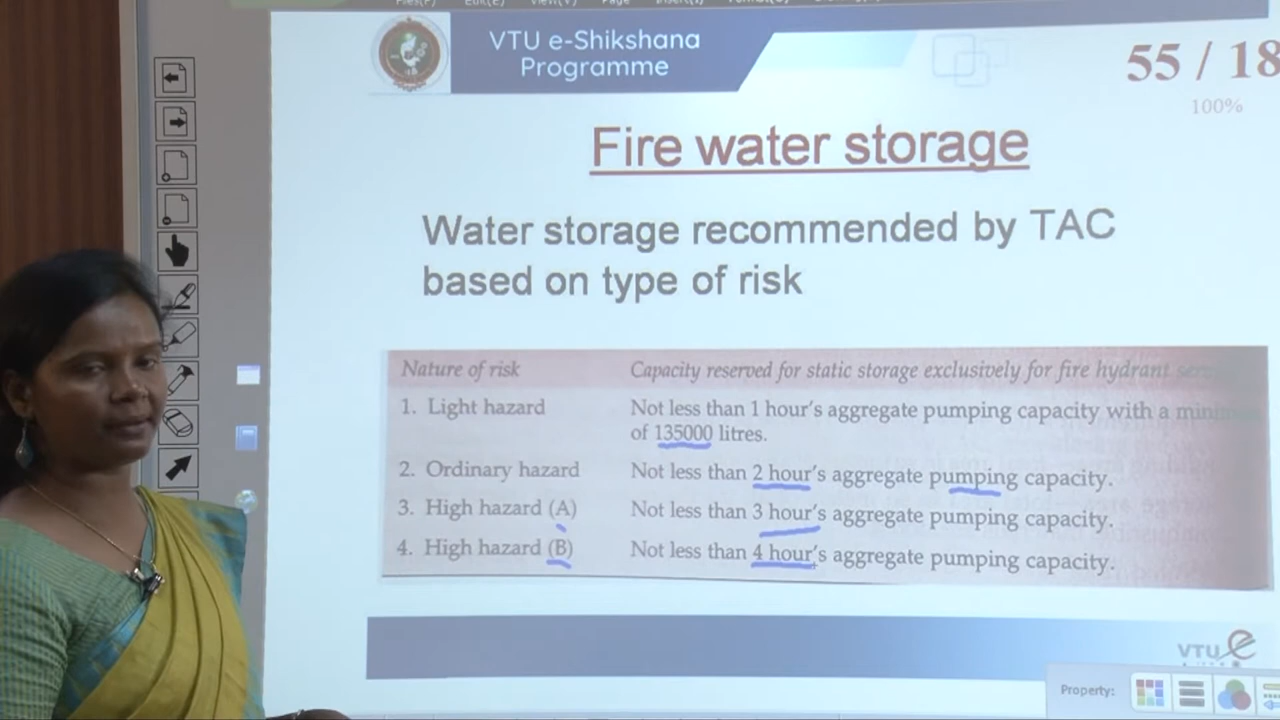 VTU e-Shikshana
Programme
55 / 18
100%
Fire water storage
Water storage recommended by TAC
based on type of risk
Nature of risk Capacity reserved for static storage exclusively for fire hydrant
1. Light hazard Not less than 1 hour's aggregate pumping capacity with a
of 135000 litres.
2. Ordinary hazard Not less than 2 hour's aggregate pumping capacity.
3. High hazard (A) Not less than 3 hour's aggregate pumping capacity.
4. High hazard (B) Not less than 4 hour's aggregate pumping capacity.
VTU e
Property: